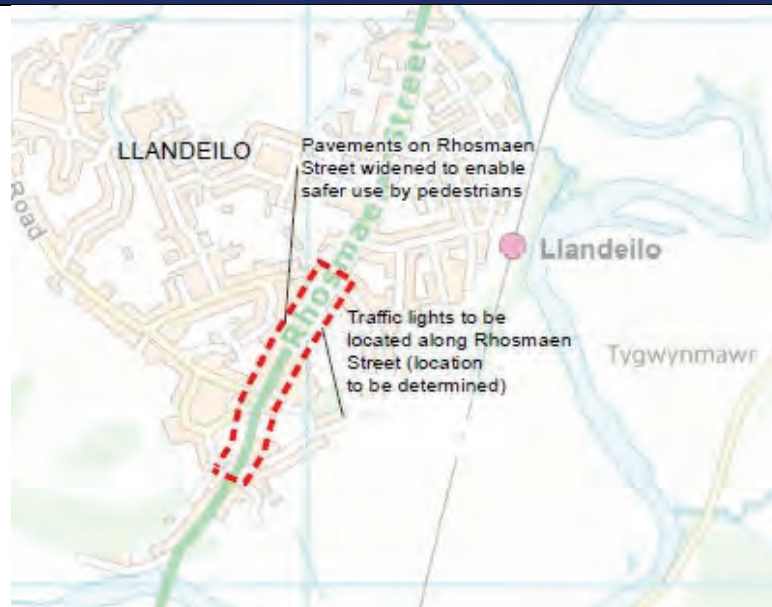 LLANDEILO
Pavements on Rhosmaen
Street widened to enable
safer use by pedestrians
Road
Rhosmaen Street
Llandeilo
Traffic lights to be
located along Rhosmaen
Street (location
to be determined)
Tygwynmawr